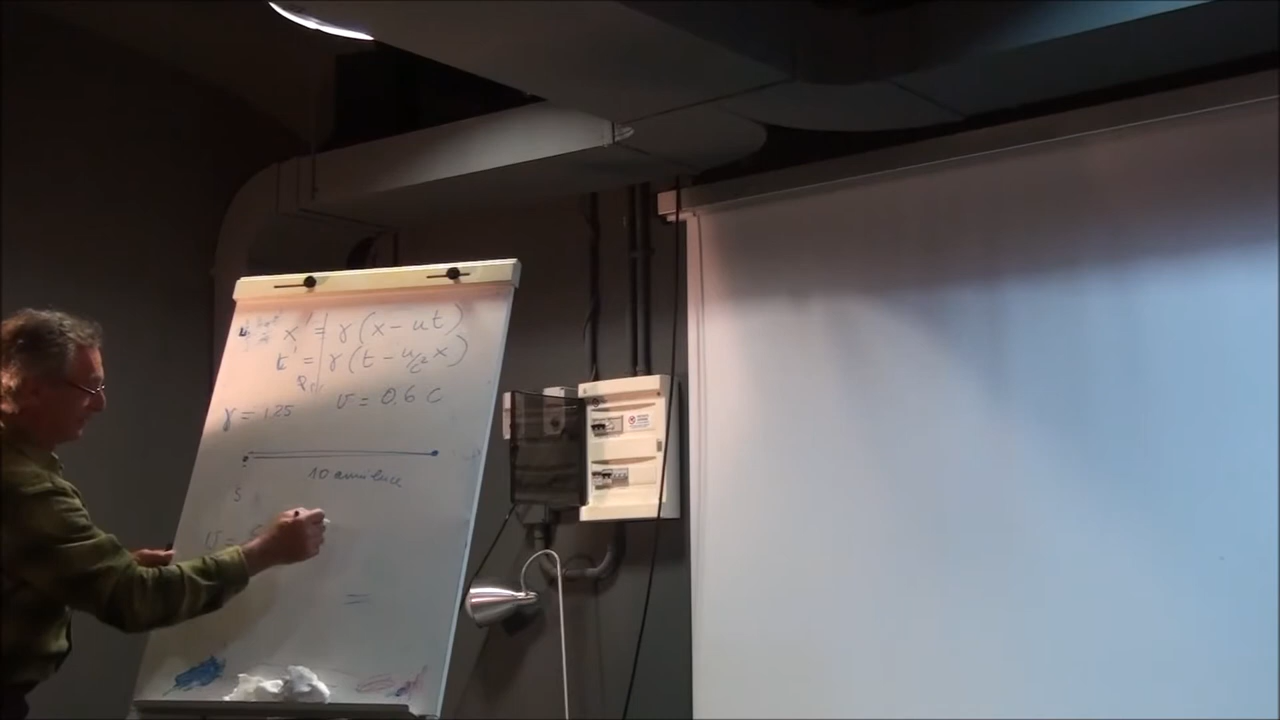 x' = γ (x - ut)
t' = γ (t - u/c² x)
γ = 1.25
v = 0.6 c
10 anni luce
s
v =
=